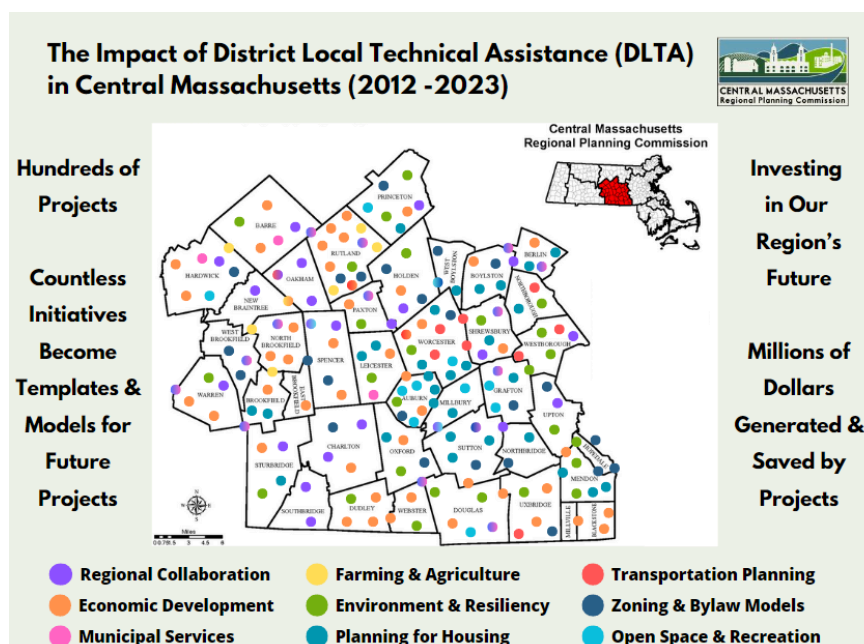 The Impact of District Local Technical Assistance (DLTA)
in Central Massachusetts (2012 -2023)
CENTRAL MASSACHUSETTS
Regional Planning Commission
Hundreds of
Projects
Countless
Initiatives
Become
Templates &
Models for
Future
Projects
Central Massachusetts
Regional Planning Commission
PRINCETON
BARRE
RUTLAND
HARDWICK
OAKHAM
HOLDEN
WEST
BOYLSTON
BOYLSTON
BERLIN
NORTHBOROUGH
NEW
BRAINTREE
PAXTON
WEST
BROOKFIELD
NORTH
BROOKFIELD
SPENCER
LEICESTER
WORCESTER
SHREWSBURY
WESTBOROUGH
WARREN
BROOKFIELD
EAST
BROOKFIELD
AUBURN
MILLBURY
GRAFTON
UPTON
STURBRIDGE
CHARLTON
OXFORD
SUTTON
NORTHBRIDGE
HOPEDALE
MENDON
SOUTHBRIDGE
DUDLEY
WEBSTER
DOUGLAS
UXBRIDGE
MILLVILLE
BLACKSTONE
N
Miles
Investing
in Our
Region's
Future
Millions of
Dollars
Generated &
Saved by
Projects
Regional Collaboration
Farming & Agriculture
Transportation Planning
Economic Development
Environment & Resiliency
Zoning & Bylaw Models
Municipal Services
Planning for Housing
Open Space & Recreation